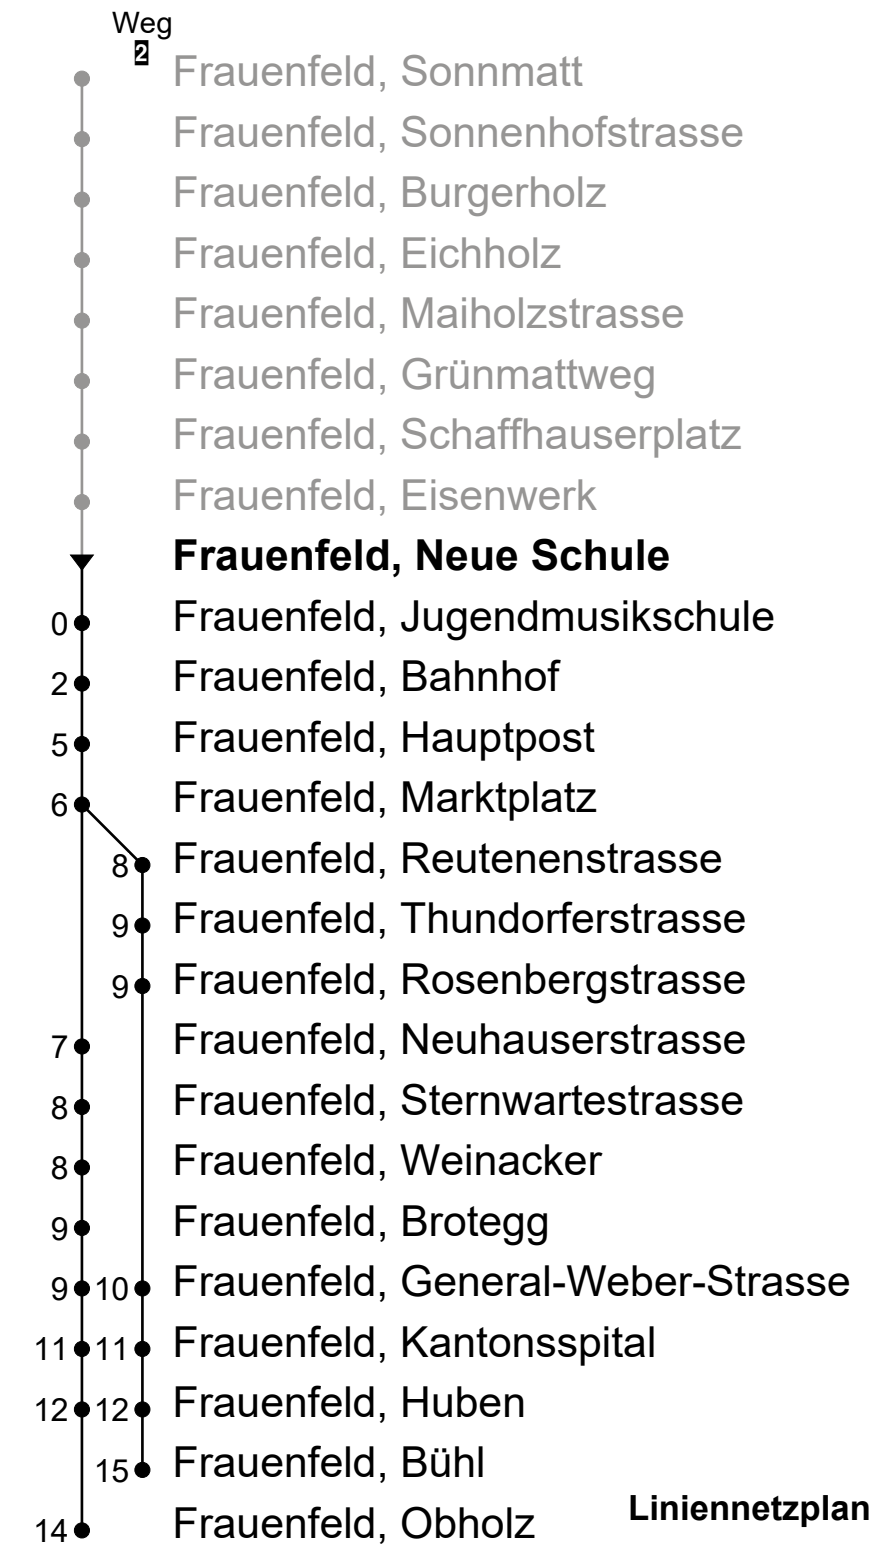 Weg
2
Frauenfeld, Sonnmatt
Frauenfeld, Sonnenhofstrasse
Frauenfeld, Burgerholz
Frauenfeld, Eichholz
Frauenfeld, Maiholzstrasse
Frauenfeld, Grünmattweg
Frauenfeld, Schaffhauserplatz
Frauenfeld, Eisenwerk
Frauenfeld, Neue Schule
0 Frauenfeld, Jugendmusikschule
2 Frauenfeld, Bahnhof
5 Frauenfeld, Hauptpost
6 Frauenfeld, Marktplatz
8 Frauenfeld, Reutenenstrasse
9 Frauenfeld, Thundorferstrasse
9 Frauenfeld, Rosenbergstrasse
7 Frauenfeld, Neuhauserstrasse
8 Frauenfeld, Sternwartestrasse
8 Frauenfeld, Weinacker
9 Frauenfeld, Brotegg
9 10 Frauenfeld, General-Weber-Strasse
11 11 Frauenfeld, Kantonsspital
12 12 Frauenfeld, Huben
15 Frauenfeld, Bühl
14 Frauenfeld, Obholz
Liniennetzplan